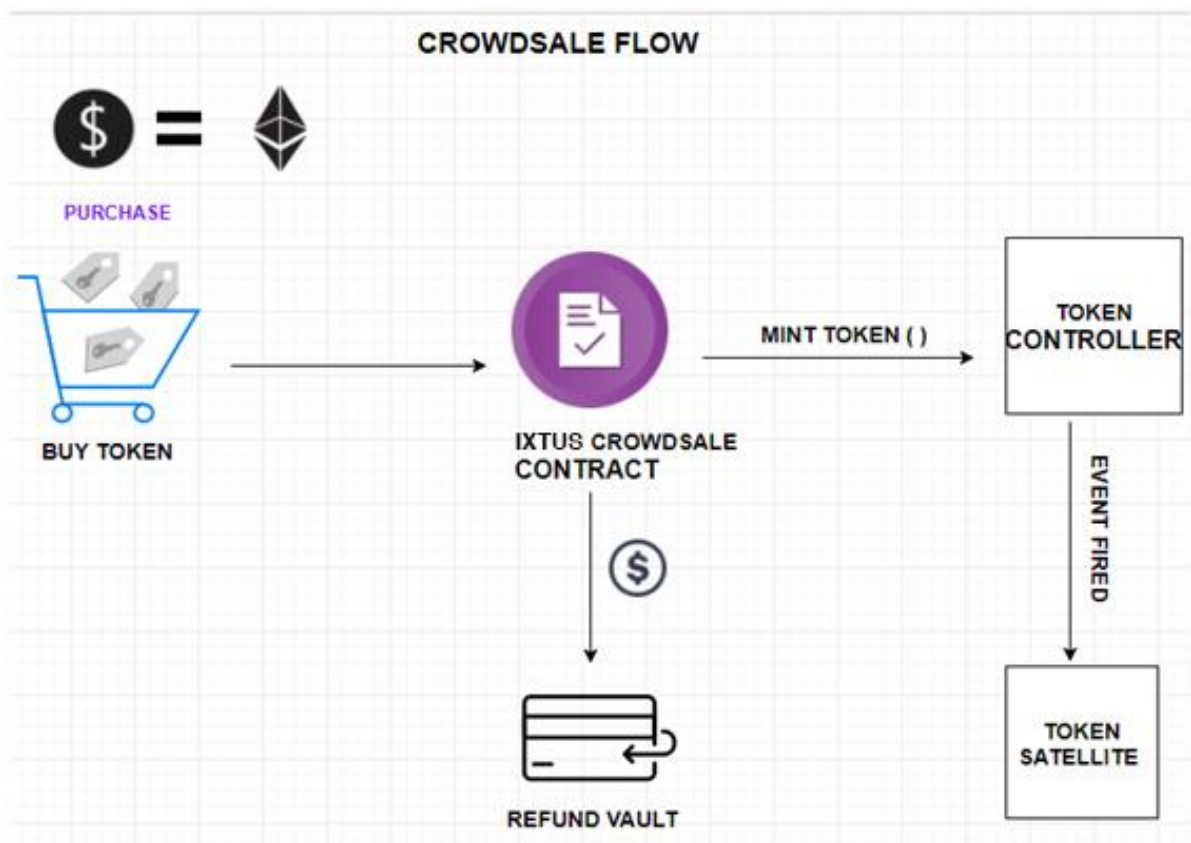 CROWDSALE FLOW
$
=
PURCHASE
BUY TOKEN
IXTUS CROWDSALE
CONTRACT
MINT TOKEN ( )
TOKEN
CONTROLLER
EVENT FIRED
$
REFUND VAULT
TOKEN
SATELLITE